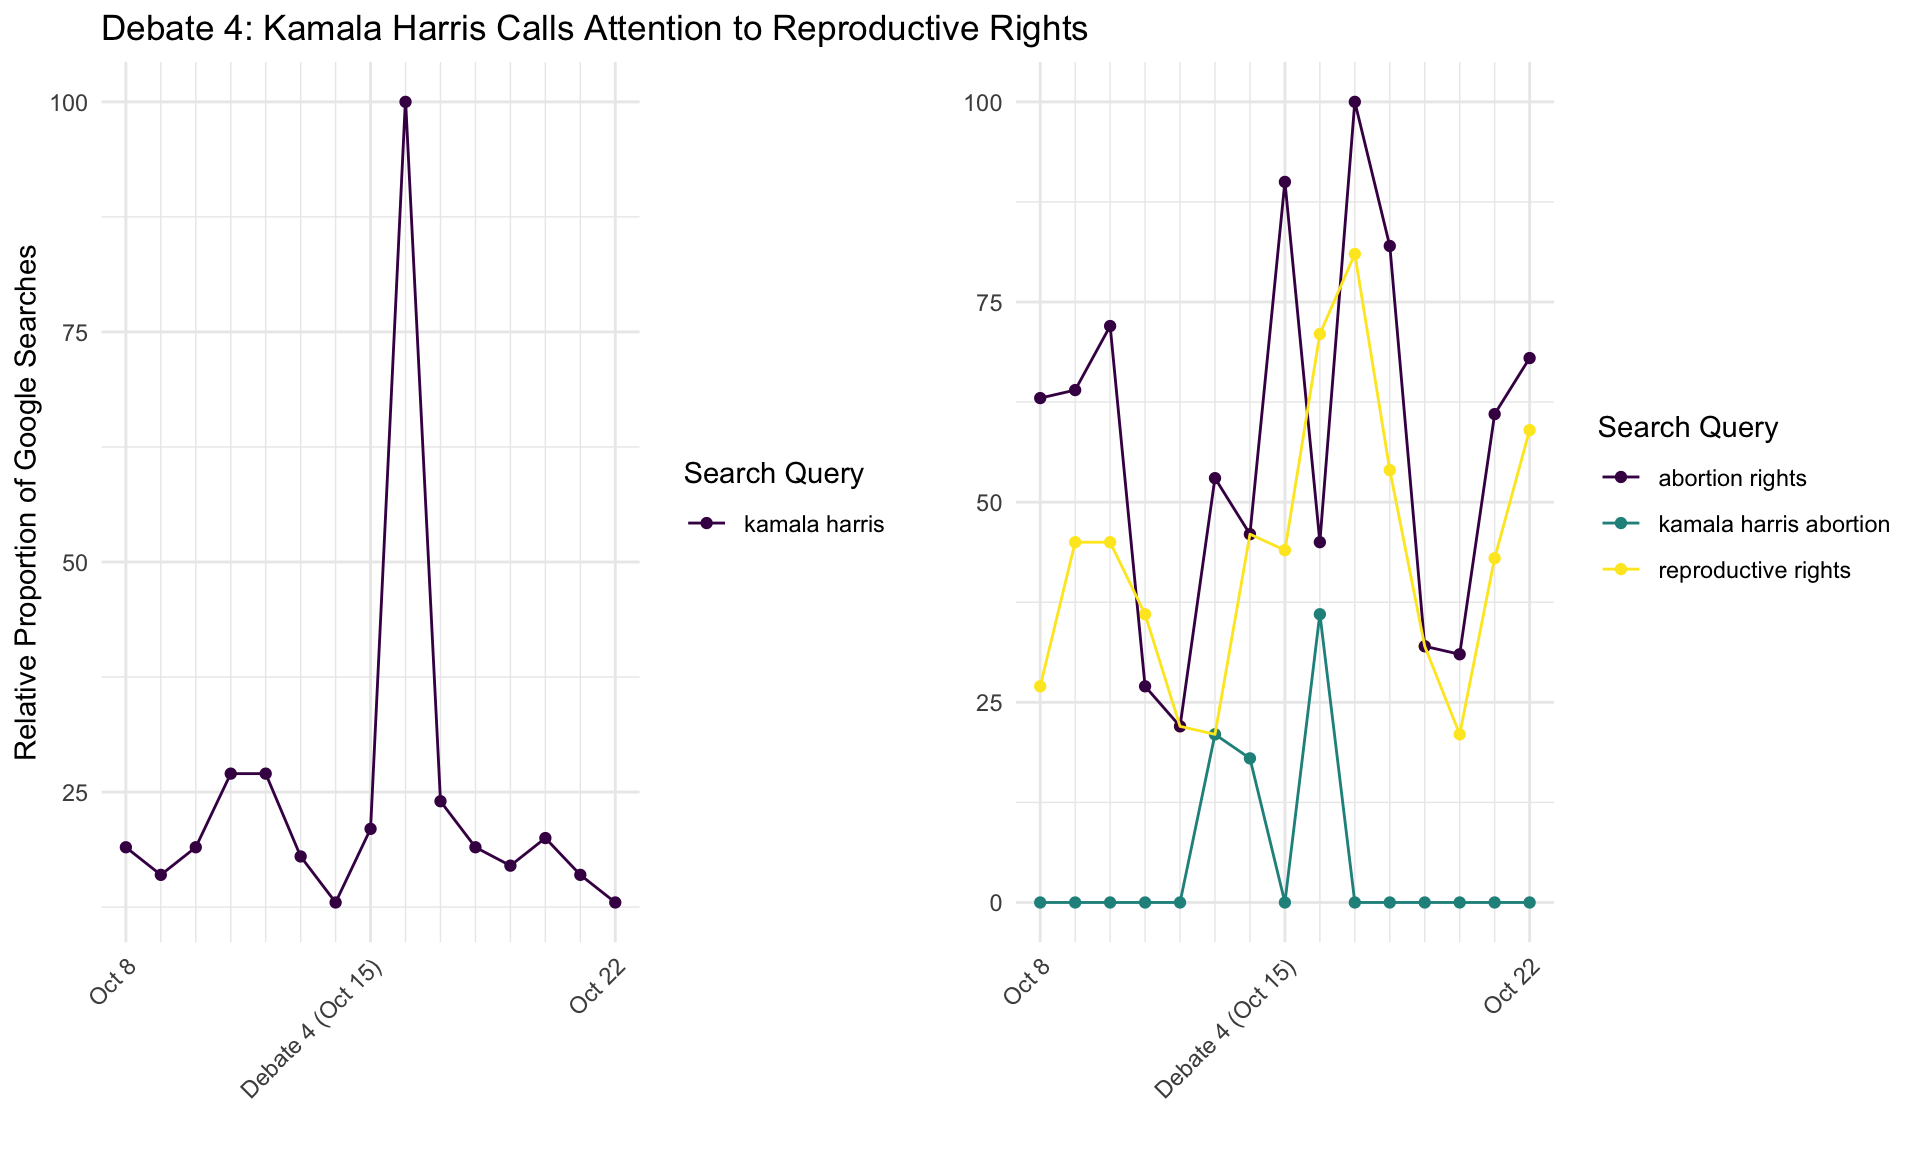 Debate 4: Kamala Harris Calls Attention to Reproductive Rights
Relative Proportion of Google Searches
100
75
50
25
Oct 8
Debate 4 (Oct 15)
Oct 22
Search Query
kamala harris
100
75
50
25
0
Oct 8
Debate 4 (Oct 15)
Oct 22
Search Query
abortion rights
kamala harris abortion
reproductive rights